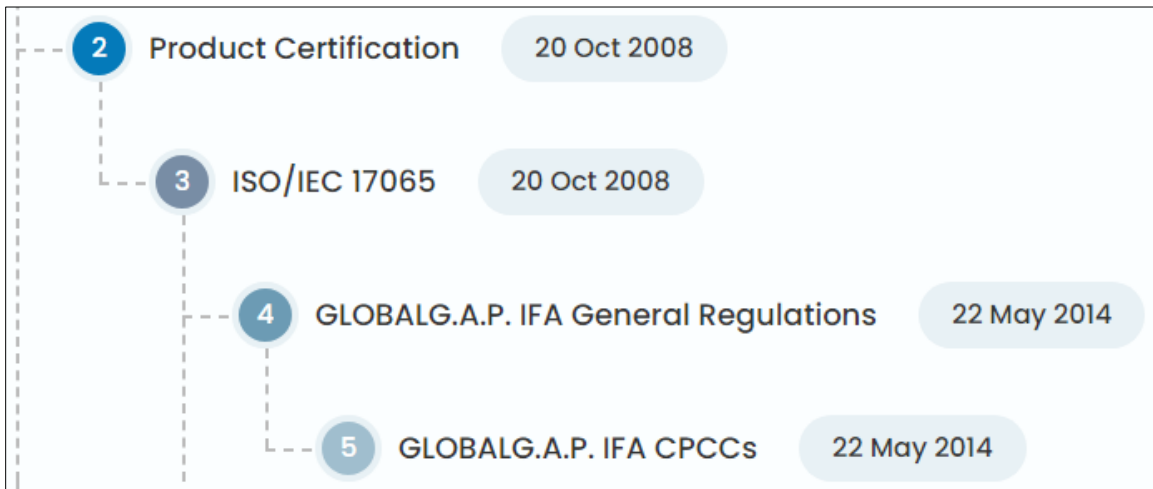 2 Product Certification 20 Oct 2008
3 ISO/IEC 17065 20 Oct 2008
4 GLOBALG.A.P. IFA General Regulations 22 May 2014
5 GLOBALG.A.P. IFA CPCCs 22 May 2014